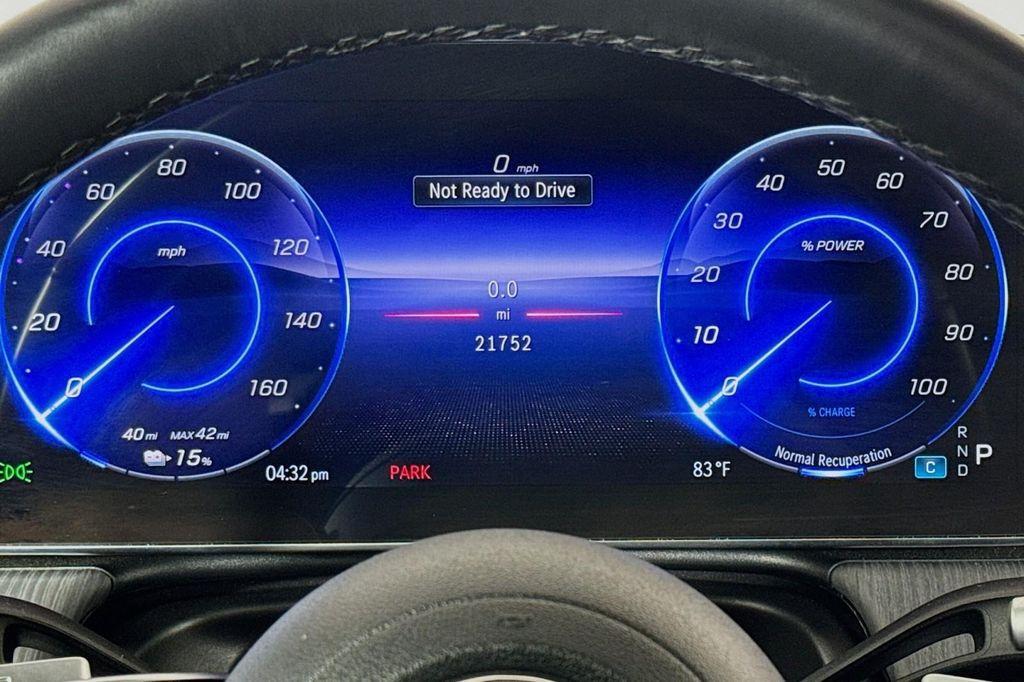 0 mph
Not Ready to Drive
0
20
40
60
80
100
120
140
160
mph
40 mi MAX 42 mi
15%
0.0
mi
21752
0
10
20
30
40
50
60
70
80
90
100
% POWER
% CHARGE
Normal Recuperation
04:32 pm
PARK
83°F
C
R
N
D
P